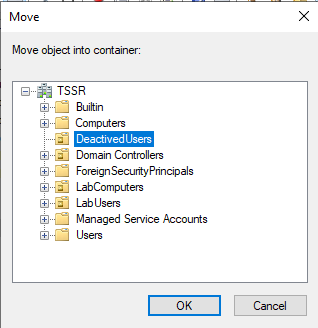 Move
Move object into container:
TSSR
Builtin
Computers
DeactivedUsers
Domain Controllers
ForeignSecurityPrincipals
LabComputers
LabUsers
Managed Service Accounts
Users
OK
Cancel